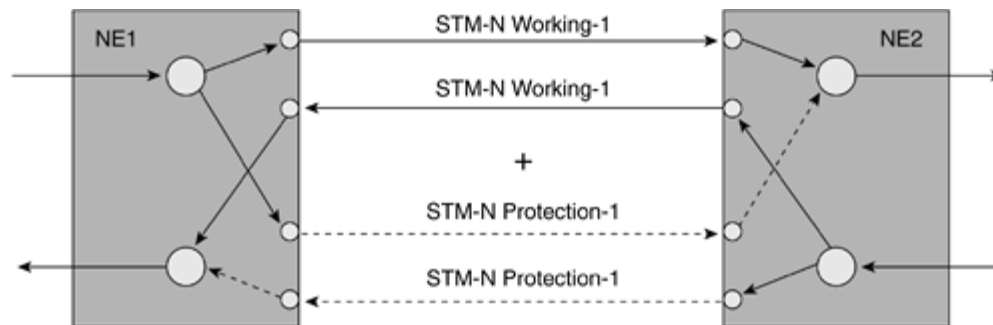 NE1
STM-N Working-1
NE2
STM-N Working-1
+
STM-N Protection-1
STM-N Protection-1